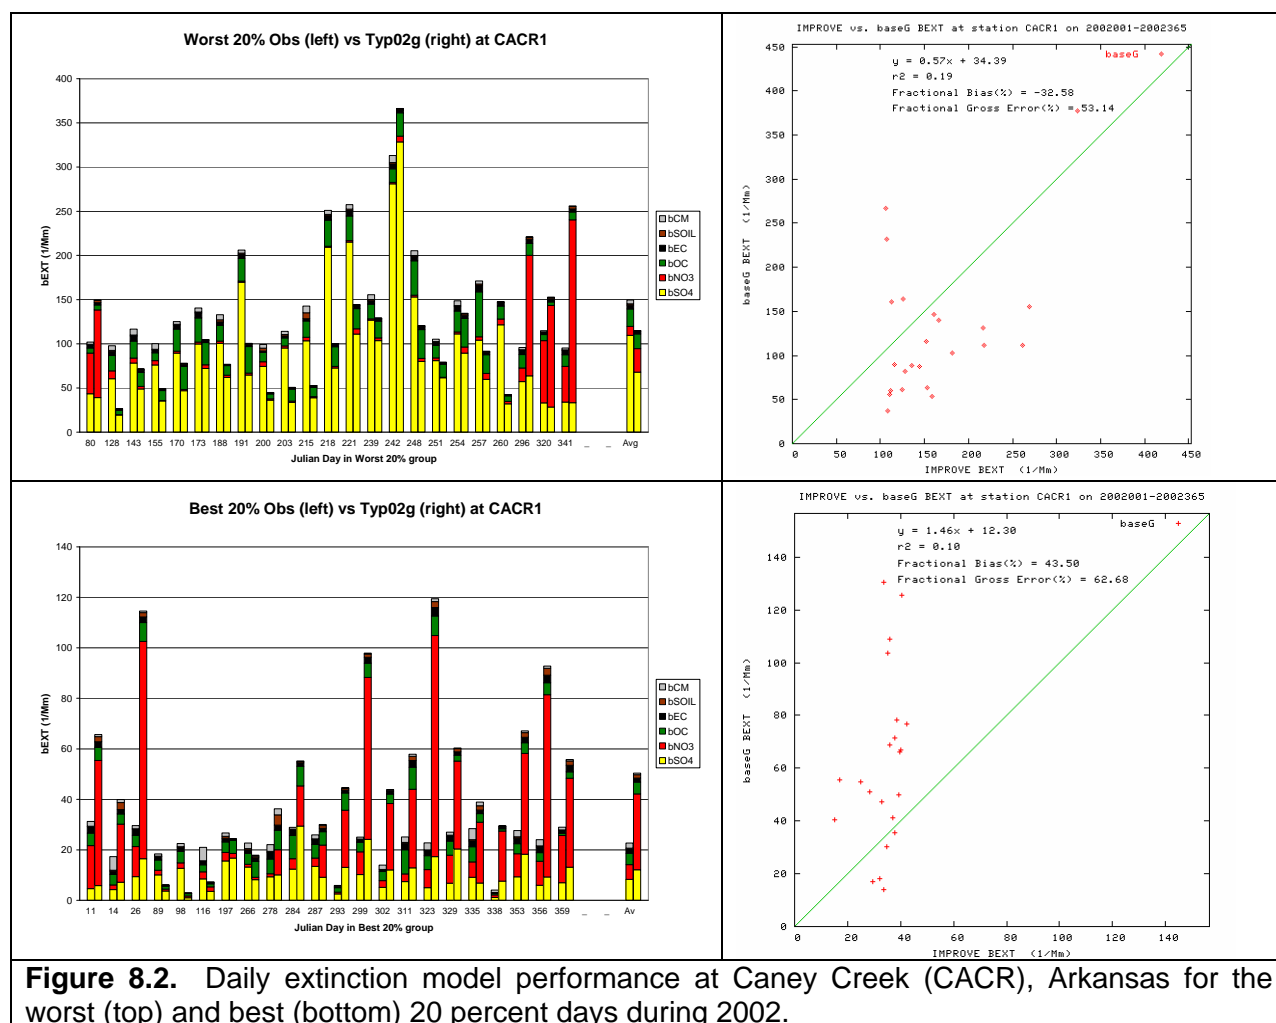 Worst 20% Obs (left) vs Typ02g (right) at CACR1
400
350
300
250
200
150
100
50
0
bEXT (1/Mm)
80 128 143 155 170 173 188 191 200 203 215 218 221 239 242 248 251 254 257 260 296 320 341 _ _ Avg
Julian Day in Worst 20% group
bCM
bSOIL
bEC
bOC
bNO3
bSO4
IMPROVE vs. baseG BEXT at station CACR1 on 2002001-2002365
baseG
y = 0.57x + 34.39
r2 = 0.19
Fractional Bias(%) = -32.58
Fractional Gross Error(%) = 53.14
450
400
350
300
250
200
150
100
50
0
baseG BEXT (1/Mm)
0 50 100 150 200 250 300 350 400 450
IMPROVE BEXT (1/Mm)
Best 20% Obs (left) vs Typ02g (right) at CACR1
140
120
100
80
60
40
20
0
bEXT (1/Mm)
11 14 26 89 98 116 197 266 278 284 287 293 299 302 311 323 329 335 338 353 356 359 _ _ Av
Julian Day in Best 20% group
bCM
bSOIL
bEC
bOC
bNO3
bSO4
IMPROVE vs. baseG BEXT at station CACR1 on 2002001-2002365
baseG
y = 1.46x + 12.30
r2 = 0.10
Fractional Bias(%) = 43.50
Fractional Gross Error(%) = 62.68
140
120
100
80
60
40
20
0
baseG BEXT (1/Mm)
0 20 40 60 80 100 120 140
IMPROVE BEXT (1/Mm)
Figure 8.2. Daily extinction model performance at Caney Creek (CACR), Arkansas for the
worst (top) and best (bottom) 20 percent days during 2002.